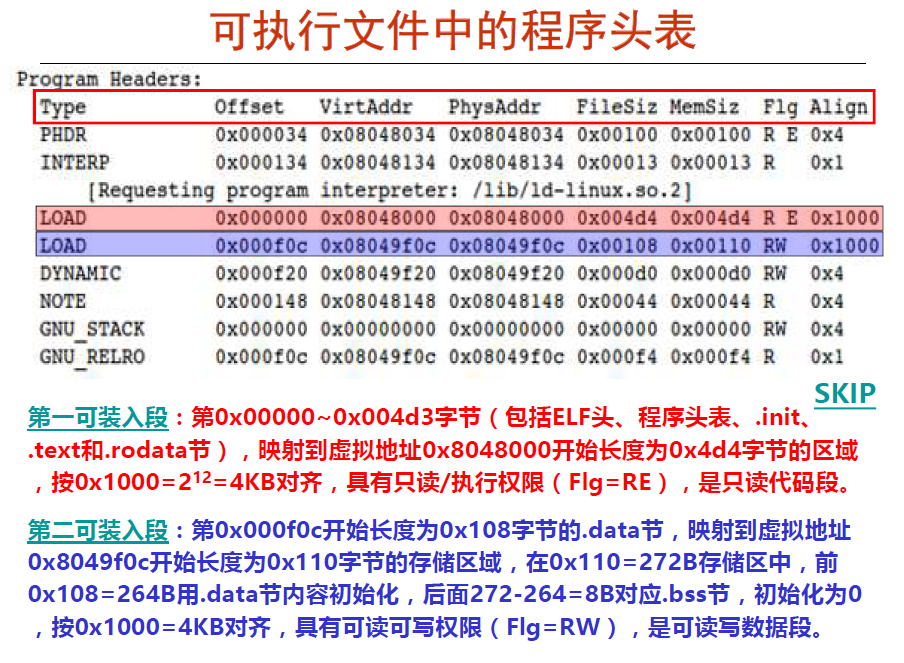 可执行文件中的程序头表
Program Headers:
Type Offset VirtAddr PhysAddr FileSiz MemSiz Flg Align
PHDR 0x000034 0x08048034 0x08048034 0x00100 0x00100 R E 0x4
INTERP 0x000134 0x08048134 0x08048134 0x00013 0x00013 R 0x1
[Requesting program interpreter: /lib/ld-linux.so.2]
LOAD 0x000000 0x08048000 0x08048000 0x004d4 0x004d4 R E 0x1000
LOAD 0x000f0c 0x08049f0c 0x08049f0c 0x00108 0x00110 RW 0x1000
DYNAMIC 0x000f20 0x08049f20 0x08049f20 0x000d0 0x000d0 RW 0x4
NOTE 0x000148 0x08048148 0x08048148 0x00044 0x00044 R 0x4
GNU_STACK 0x000000 0x00000000 0x00000000 0x00000 0x00000 RW 0x4
GNU_RELRO 0x000f0c 0x08049f0c 0x08049f0c 0x000f4 0x000f4 R 0x1
SKIP
第一可装入段：第0x00000~0x004d3字节（包括ELF头、程序头表、.init、
.text和.rodata节），映射到虚拟地址0x8048000开始长度为0x4d4字节的区域
，按0x1000=2¹²=4KB对齐，具有只读/执行权限（Flg=RE），是只读代码段。
第二可装入段：第0x000f0c开始长度为0x108字节的.data节，映射到虚拟地址
0x8049f0c开始长度为0x110字节的存储区域，在0x110=272B存储区中，前
0x108=264B用.data节内容初始化，后面272-264=8B对应.bss节，初始化为0
，按0x1000=4KB对齐，具有可读可写权限（Flg=RW），是可读写数据段。